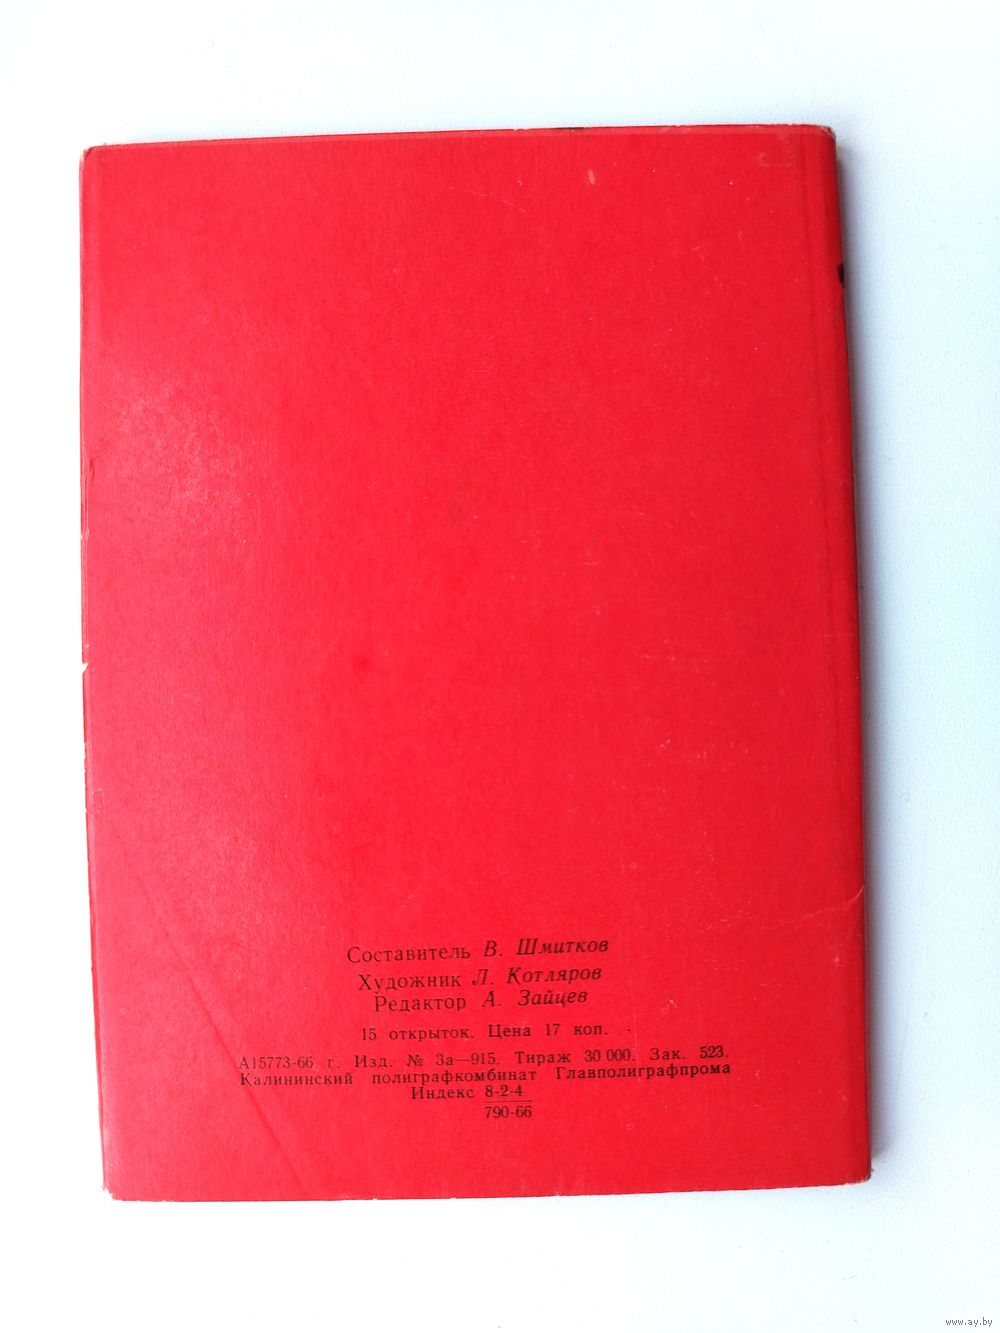 Составитель В. Шмитков
Художник Л. Котляров
Редактор А. Зайцев
15 открыток. Цена 17 коп.
А15773-66 г. Изд. № 3а—915. Тираж 30 000. Зак. 523.
Калининский полиграфкомбинат Главполиграфпрома
Индекс 8-2-4
790-66
www.ay.by